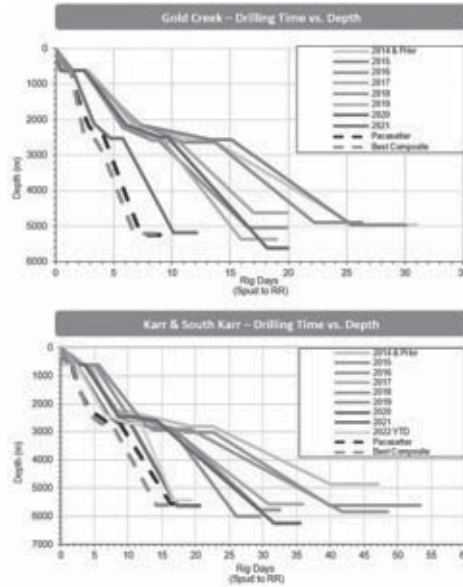 Gold Creek – Drilling Time vs. Depth
0
1000
2000
3000
4000
5000
6000
Depth (m)
2014 & Prior
2015
2016
2017
2018
2019
2020
2021
Pacesetter
Best Composite
0 5 10 15 20 25 30 35
Rig Days
(Spud to RR)
Karr & South Karr – Drilling Time vs. Depth
0
1000
2000
3000
4000
5000
6000
7000
Depth (m)
2014 & Prior
2015
2016
2017
2018
2019
2020
2021
2022 YTD
Pacesetter
Best Composite
0 5 10 15 20 25 30 35 40 45 50 55
Rig Days
(Spud to RR)